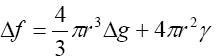 Δf = 4/3 πr³Δg + 4πr²γ